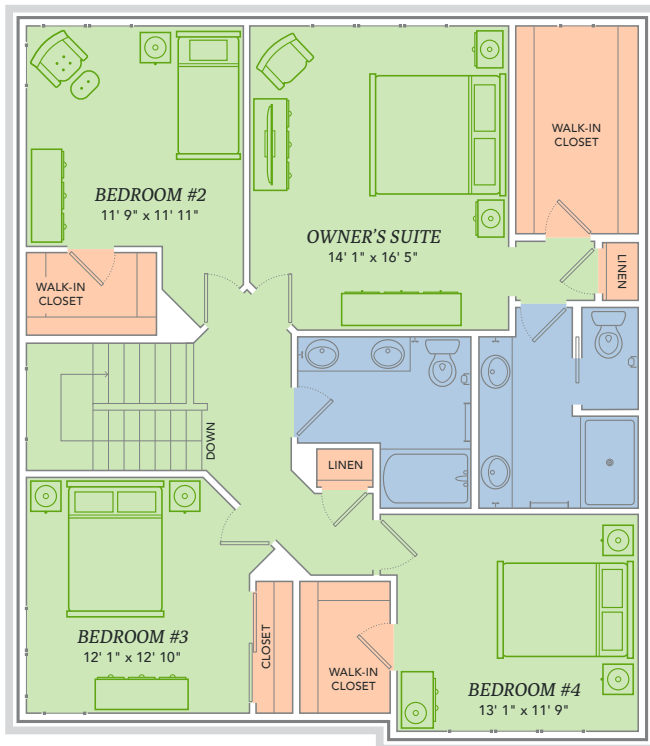 WALK-IN
CLOSET
BEDROOM #2
11' 9" x 11' 11"
OWNER'S SUITE
14' 1" x 16' 5"
LINEN
WALK-IN
CLOSET
DOWN
LINEN
BEDROOM #3
12' 1" x 12' 10"
CLOSET
WALK-IN
CLOSET
BEDROOM #4
13' 1" x 11' 9"